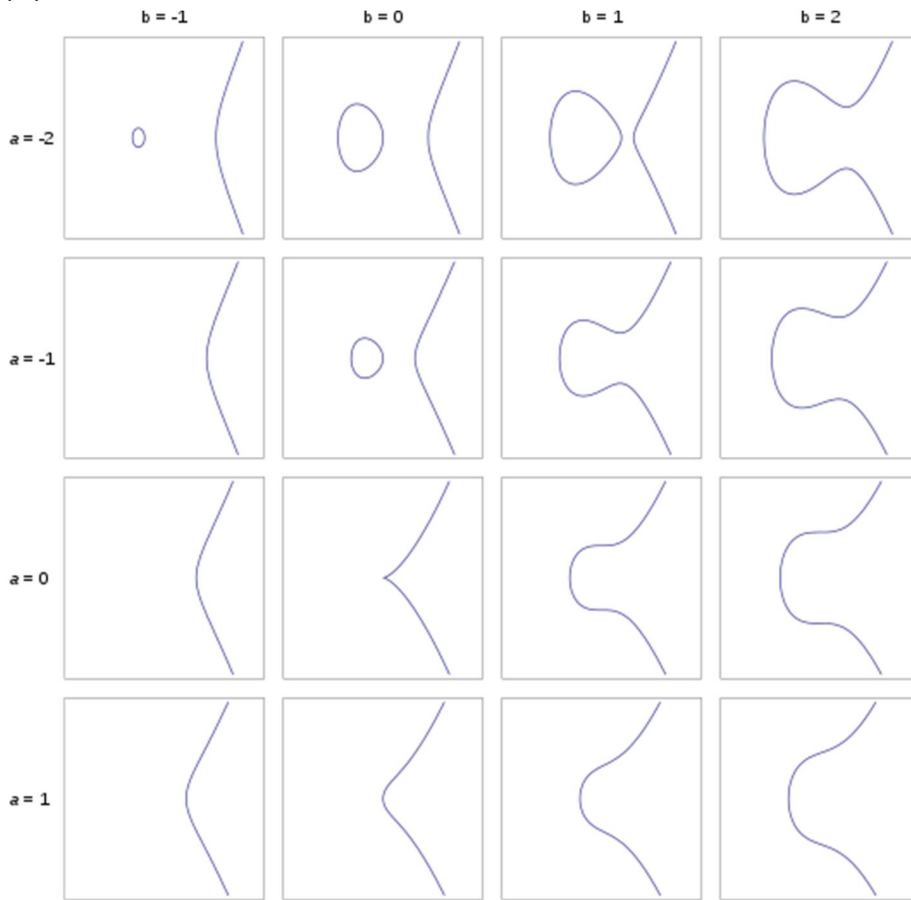 b = -1 b = 0 b = 1 b = 2
a = -2
a = -1
a = 0
a = 1